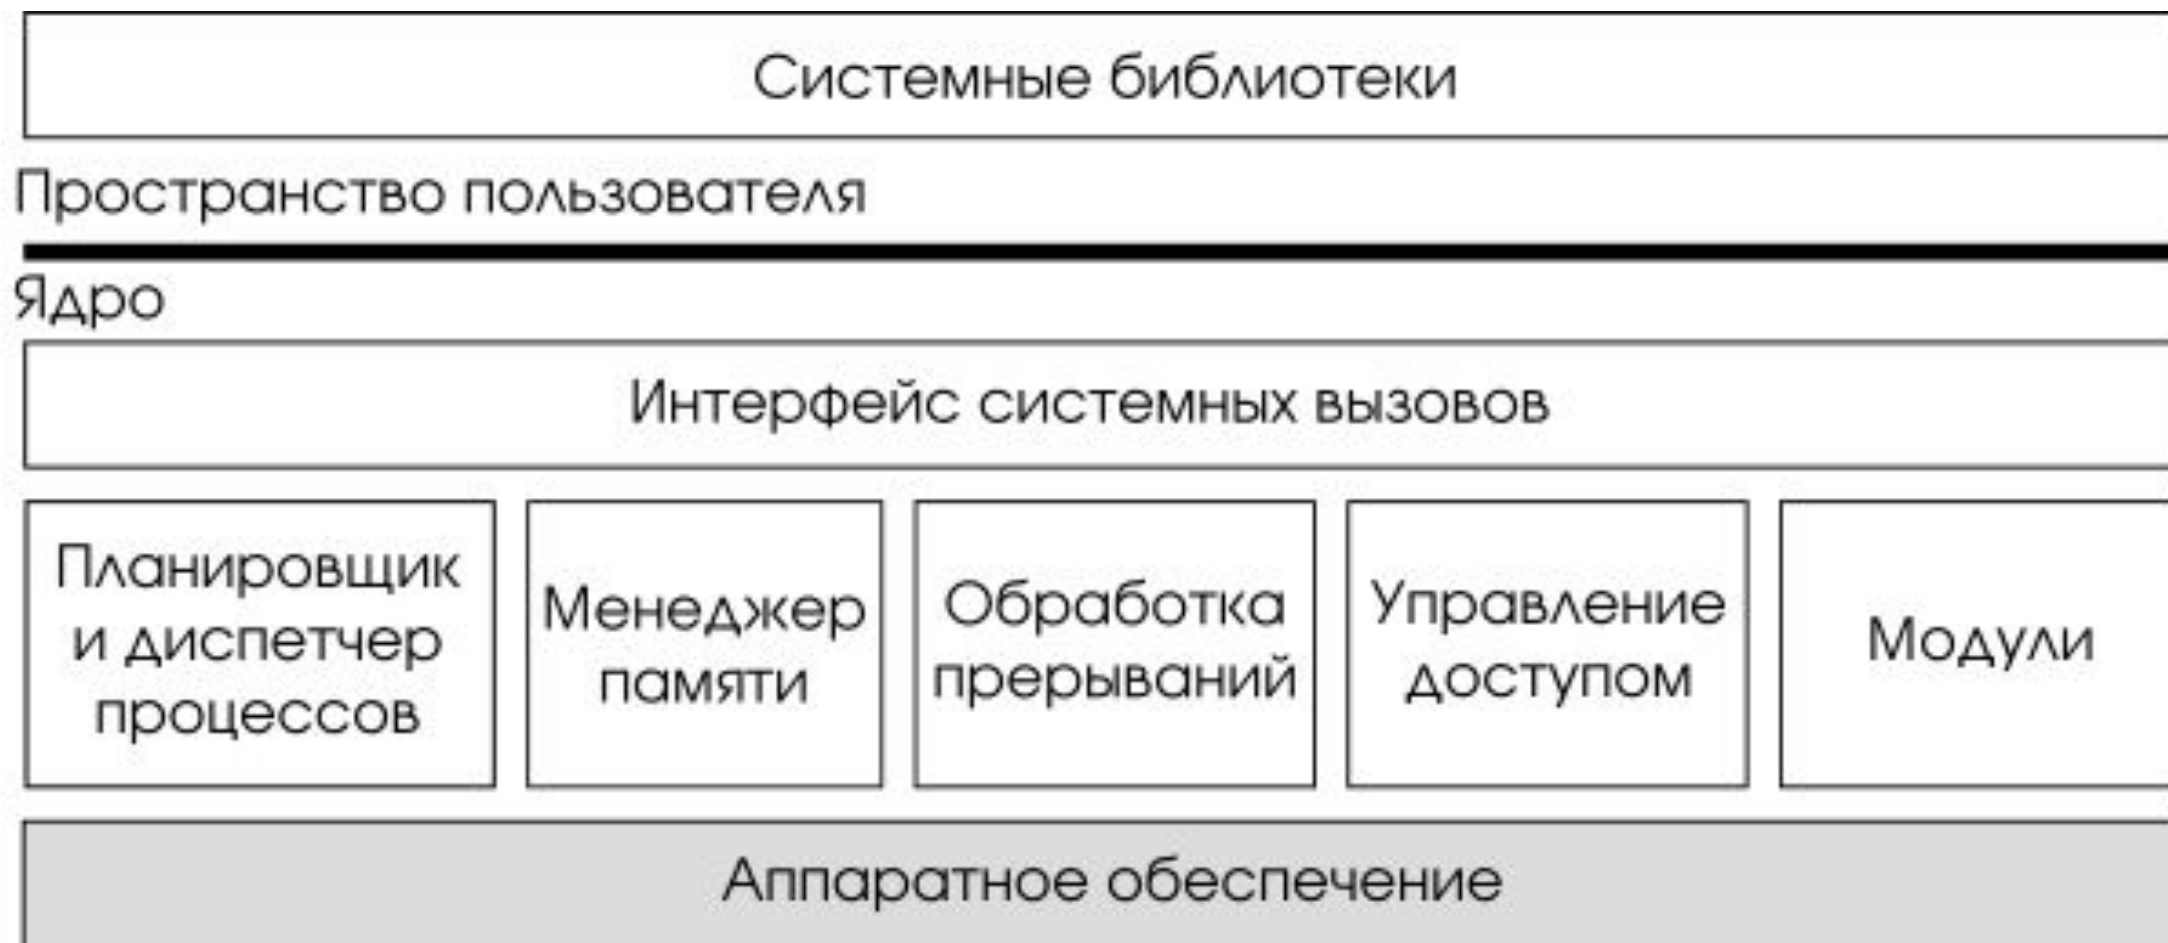 Системные библиотеки
Пространство пользователя
Ядро
Интерфейс системных вызовов
Планировщик
и диспетчер
процессов
Менеджер
памяти
Обработка
прерываний
Управление
доступом
Модули
Аппаратное обеспечение